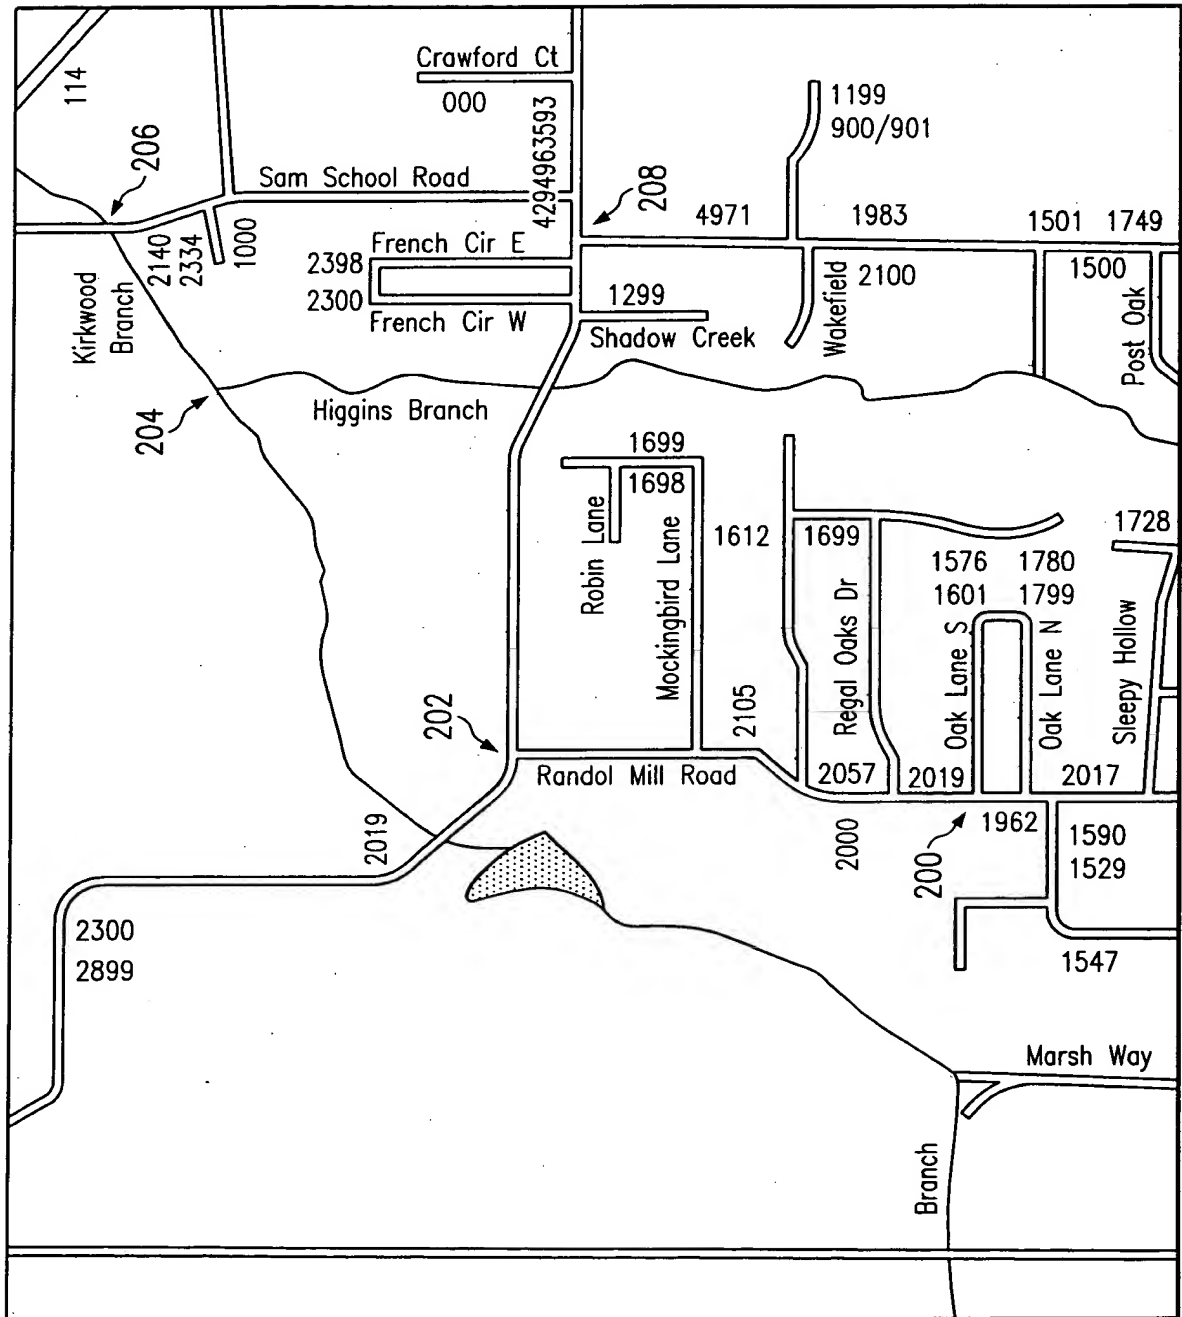 Crawford Ct
000
114
4294963593
1199
900/901
206
Sam School Road
208
4971
1983
1501
1749
2140
2334
1000
French Cir E
2398
2300
French Cir W
1299
Shadow Creek
Wakefield
2100
1500
Post Oak
Kirkwood
Branch
204
Higgins Branch
1699
1698
Robin Lane
Mockingbird Lane
1612
1699
Regal Oaks Dr
1576
1780
1601
1799
1728
Oak Lane S
Oak Lane N
Sleepy Hollow
202
2105
Randol Mill Road
2057
2019
2017
2019
2000
200
1962
1590
1529
2300
2899
1547
Marsh Way
Branch